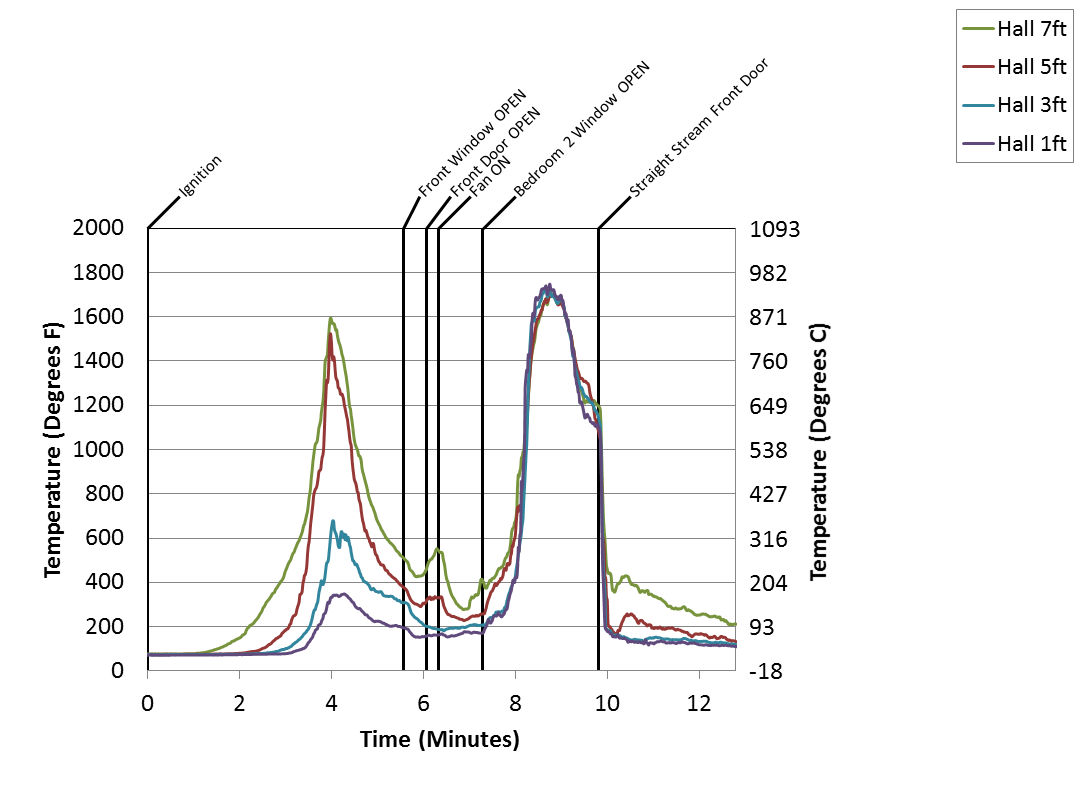 Hall 7ft
Hall 5ft
Hall 3ft
Hall 1ft
Ignition
Front Window OPEN
Front Door OPEN
Fan ON
Bedroom 2 Window OPEN
Straight Stream Front Door
Temperature (Degrees F)
2000
1800
1600
1400
1200
1000
800
600
400
200
0
1093
982
871
760
649
538
427
316
204
93
-18
Temperature (Degrees C)
0 2 4 6 8 10 12
Time (Minutes)